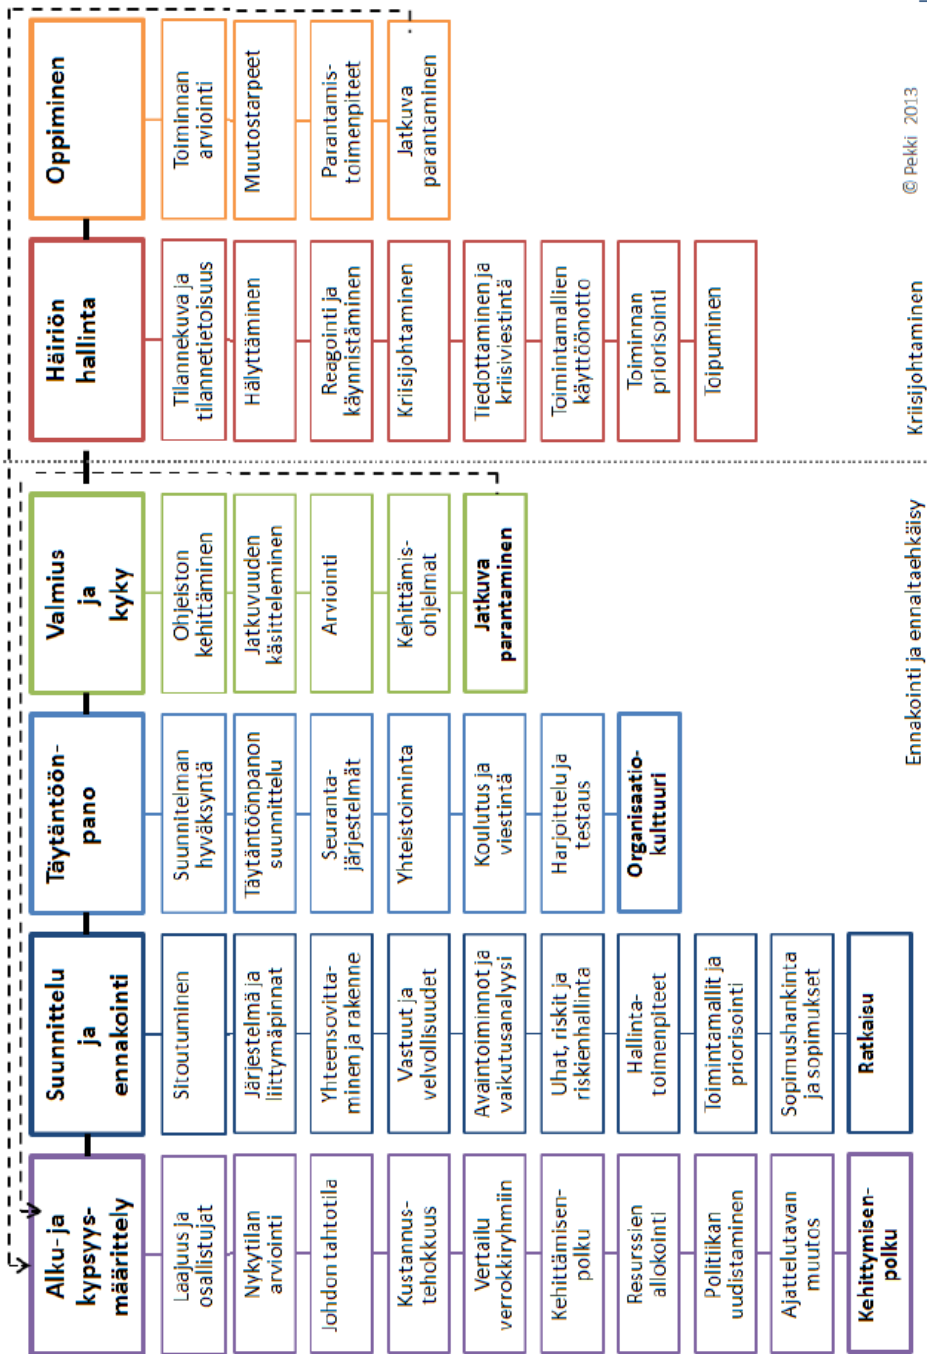 Alku- ja
kypsyys-
määrittely
Laajuus ja
osallistujat
Nykytilan
arviointi
Johdon tahtotila
Kustannus-
tehokkuus
Vertailu
verrokkiryhmiin
Kehittämisen-
polku
Resurssien
allokointi
Politiikan
uudistaminen
Ajattelutavan
muutos
Kehittymisen-
polku
Suunnittelu
ja
ennakointi
Sitoutuminen
Järjestelmä ja
liittymäpinnat
Yhteensovitta-
minen ja rakenne
Vastuut ja
velvollisuudet
Avaintoiminnot ja
vaikutusanalyysi
Uhat, riskit ja
riskienhallinta
Hallinta-
toimenpiteet
Toimintamallit ja
priorisointi
Sopimushankinta
ja sopimukset
Ratkaisu
Täytäntöön-
pano
Suunnitelman
hyväksyntä
Täytäntöönpanon
suunnittelu
Seuranta-
järjestelmät
Yhteistoiminta
Koulutus ja
viestintä
Harjoittelu ja
testaus
Organisaatio-
kulttuuri
Valmius
ja
kyky
Ohjeiston
kehittäminen
Jatkuvuuden
käsitteleminen
Arviointi
Kehittämis-
ohjelmat
Jatkuva
parantaminen
Häiriön
hallinta
Tilannekuva ja
tilannetietoisuus
Hälyttäminen
Reagointi ja
käynnistäminen
Kriisijohtaminen
Tiedottaminen ja
kriisiviestintä
Toimintamallien
käyttöönotto
Toiminnan
priorisointi
Toipuminen
Oppiminen
Toiminnan
arviointi
Muutostarpeet
Parantamis-
toimenpiteet
Jatkuva
parantaminen
Ennakointi ja ennaltaehkäisy
Kriisijohtaminen
© Pekki 2013